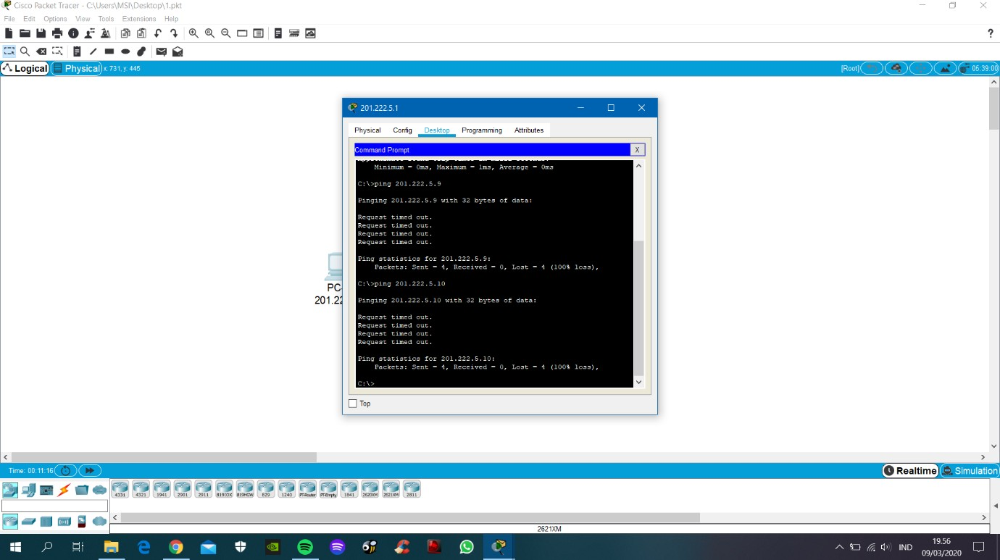 Cisco Packet Tracer - C:\Users\MSI\Desktop\1.pkt
File Edit Options View Tools Extensions Help
?
Logical Physical x: 731, y: 445 [Root] 05:39:00
201.222.5.1
Physical Config Desktop Programming Attributes
Command Prompt X
Minimum = 0ms, Maximum = 1ms, Average = 0ms
C:\>ping 201.222.5.9
Pinging 201.222.5.9 with 32 bytes of data:
Request timed out.
Request timed out.
Request timed out.
Request timed out.
Ping statistics for 201.222.5.9:
Packets: Sent = 4, Received = 0, Lost = 4 (100% loss),
C:\>ping 201.222.5.10
Pinging 201.222.5.10 with 32 bytes of data:
Request timed out.
Request timed out.
Request timed out.
Request timed out.
Ping statistics for 201.222.5.10:
Packets: Sent = 4, Received = 0, Lost = 4 (100% loss),
C:\>
Top
PC-
201.22
Time: 00:11:16 Realtime Simulation
4331 4321 1941 2901 2911 819IOX 819HGW 829 1240 PT-Router PT-Empty 1841 2620XM 2621XM 2811
2621XM
IND
19.56
09/03/2020